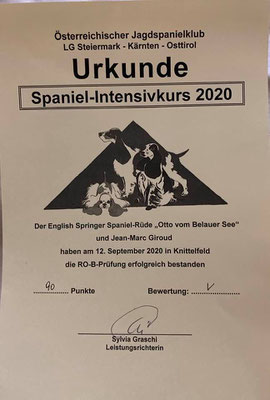 Österreichischer Jagdspanielklub
LG Steiermark - Kärnten - Osttirol
Urkunde
Spaniel-Intensivkurs 2020
Der English Springer Spaniel-Rüde „Otto vom Belauer See“
und Jean-Marc Giroud
haben am 12. September 2020 in Knittelfeld
die RO-B-Prüfung erfolgreich bestanden
90 Punkte Bewertung: V
Sylvia Graschi
Leistungsrichterin